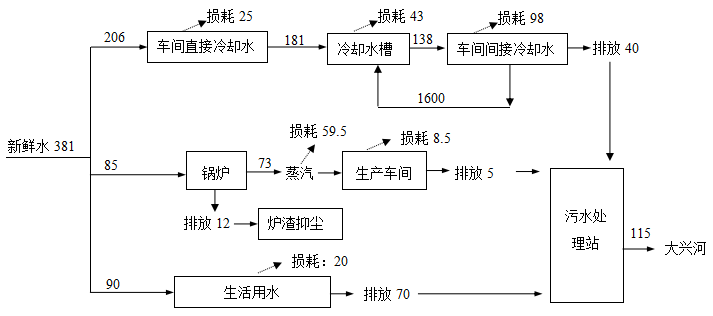 损耗 25
损耗 43
损耗 98
206
车间直接冷却水
181
冷却水槽
138
车间间接冷却水
排放 40
1600
新鲜水 381
损耗 59.5
损耗 8.5
85
锅炉
73
蒸汽
生产车间
排放 5
排放 12
炉渣抑尘
污水处
理站
115
大兴河
损耗：20
90
生活用水
排放 70